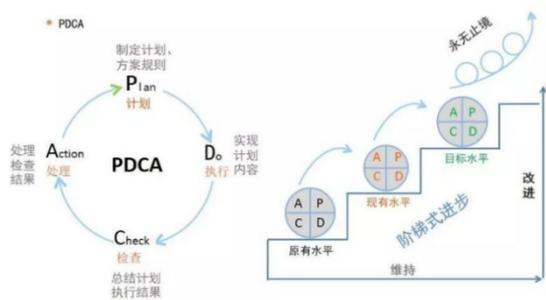 PDCA
制定计划、
方案规则
Plan
计划
处理
检查
结果
Action
处理
PDCA
Do
执行
实现
计划
内容
Check
检查
总结计划
执行结果
永无止境
A P
C D
目标水平
A P
C D
现有水平
A P
C D
原有水平
阶梯式进步
改进
维持